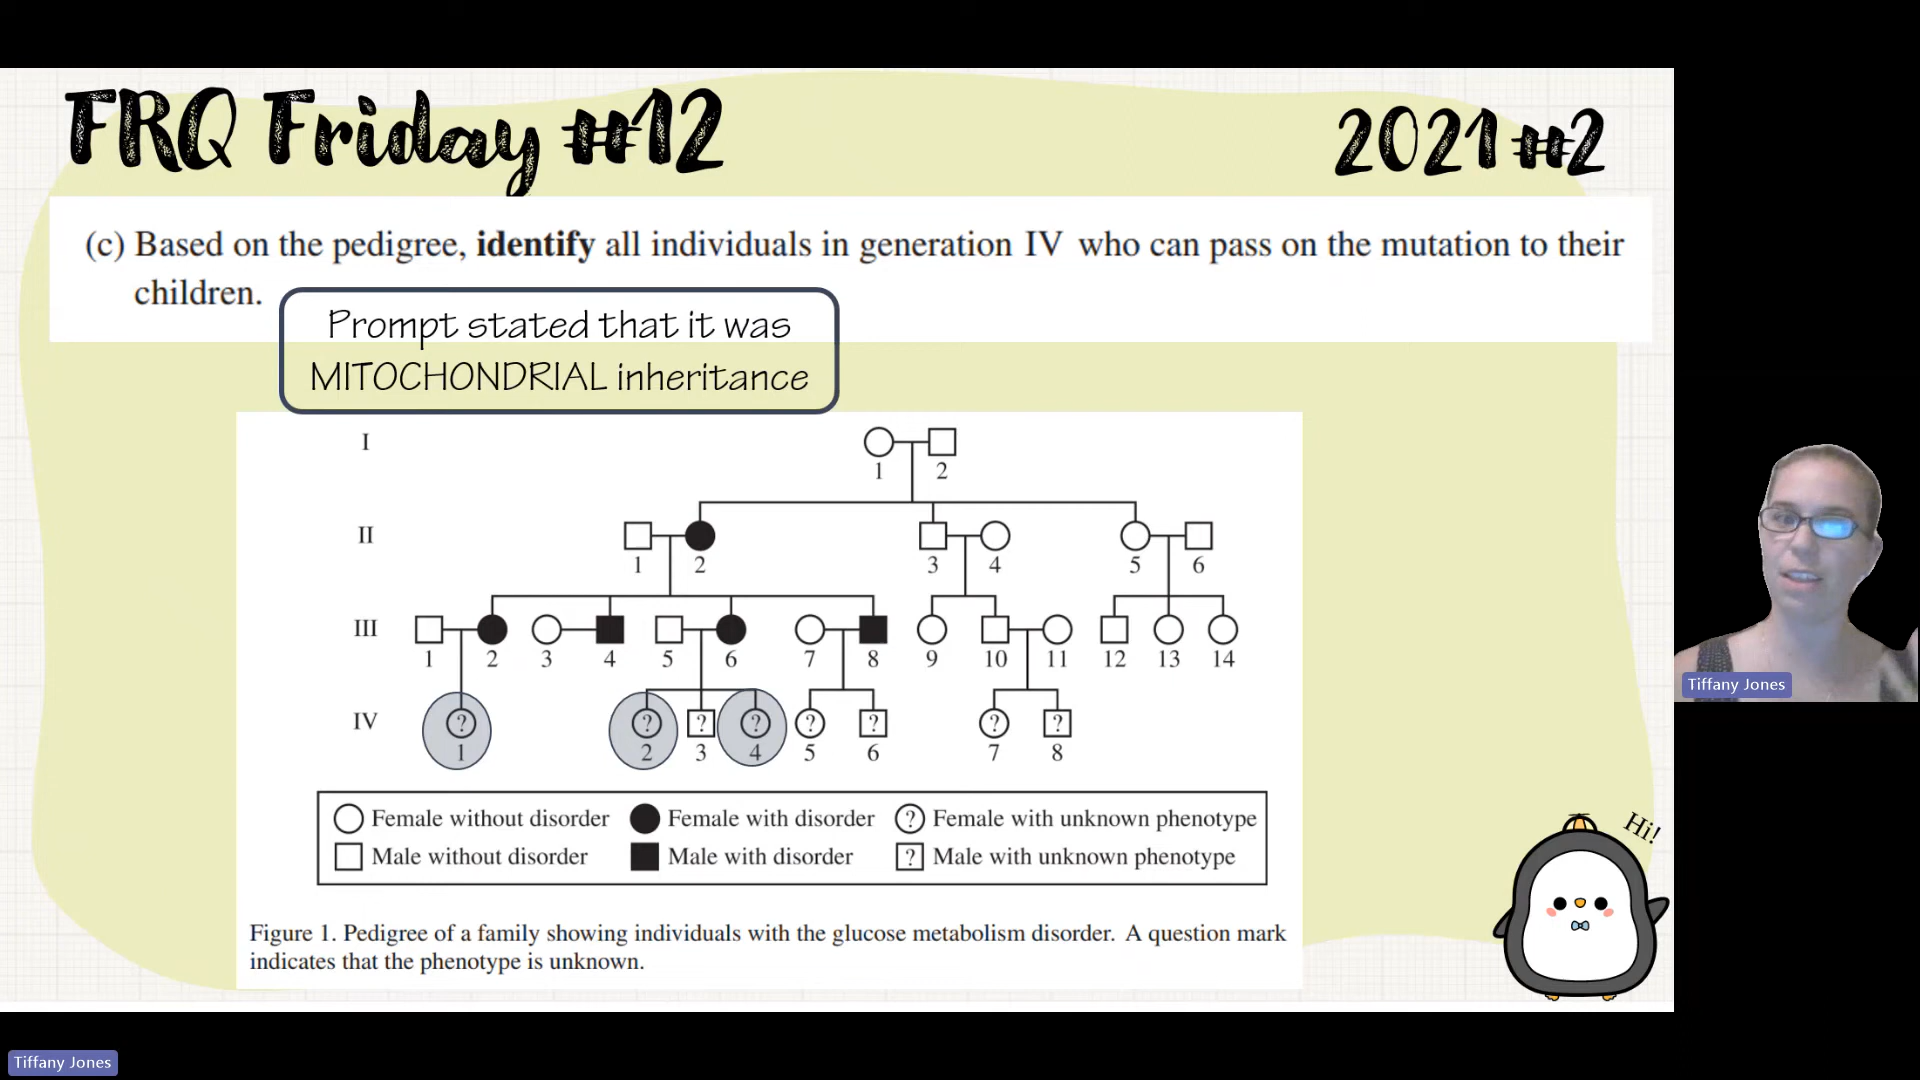 FRQ Friday #12
2021 #2
(c) Based on the pedigree, identify all individuals in generation IV who can pass on the mutation to their
children.
Prompt stated that it was
MITOCHONDRIAL inheritance
I
1 2
II
1 2 3 4 5 6
III
1 2 3 4 5 6 7 8 9 10 11 12 13 14
IV
? ? ? ? ? ? ? ?
1 2 3 4 5 6 7 8
Female without disorder Female with disorder ? Female with unknown phenotype
Male without disorder Male with disorder ? Male with unknown phenotype
Figure 1. Pedigree of a family showing individuals with the glucose metabolism disorder. A question mark
indicates that the phenotype is unknown.
Hi!
Tiffany Jones
Tiffany Jones